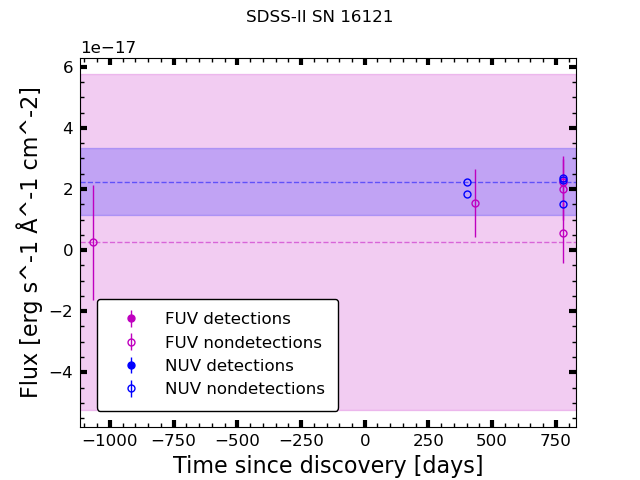 SDSS-II SN 16121
1e−17
6
4
2
0
−2
−4
Flux [erg s^-1 Å^-1 cm^-2]
FUV detections
FUV nondetections
NUV detections
NUV nondetections
−1000 −750 −500 −250 0 250 500 750
Time since discovery [days]